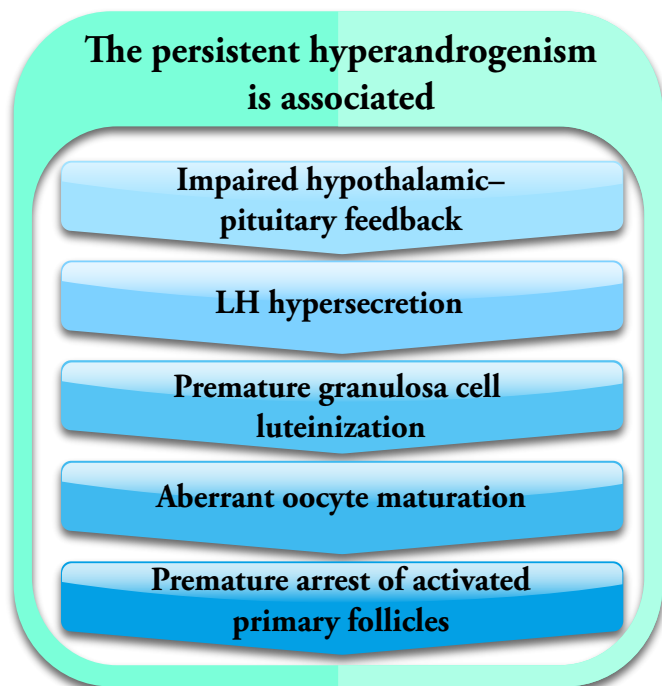 The persistent hyperandrogenism
is associated
Impaired hypothalamic–
pituitary feedback
LH hypersecretion
Premature granulosa cell
luteinization
Aberrant oocyte maturation
Premature arrest of activated
primary follicles